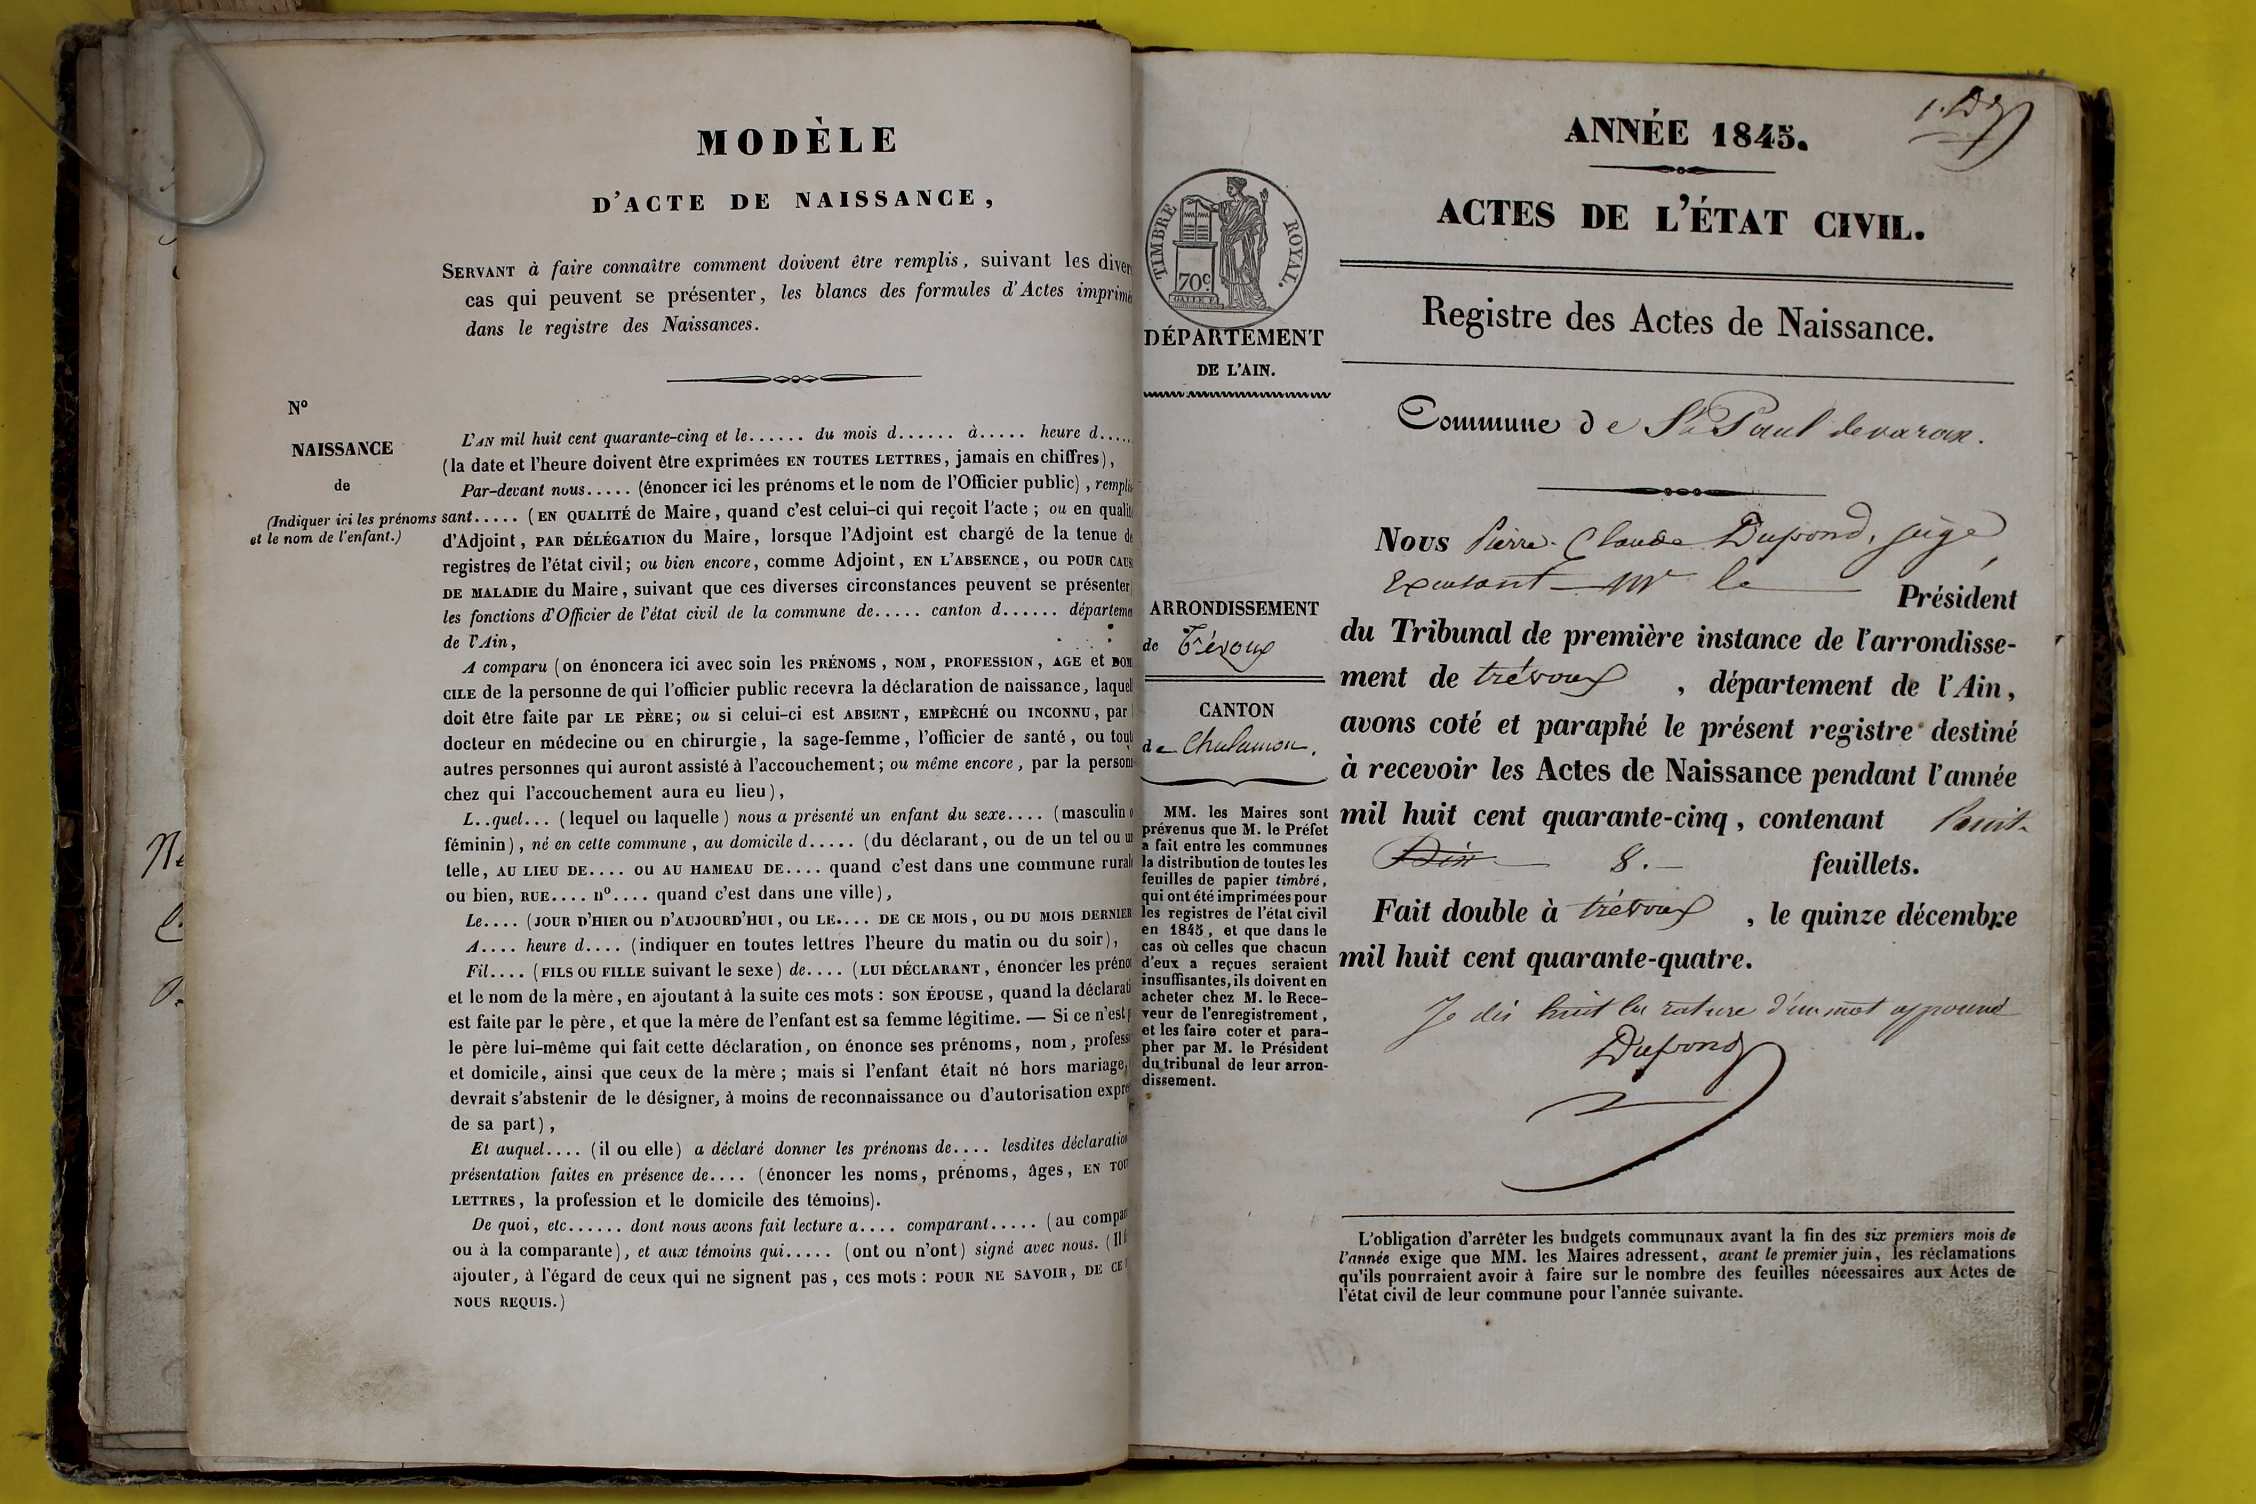 MODÈLE
D'ACTE DE NAISSANCE,
SERVANT à faire connaître comment doivent être remplis, suivant les diver
cas qui peuvent se présenter, les blancs des formules d'Actes imprimé
dans le registre des Naissances.
Nº
NAISSANCE
de
(Indiquer ici les prénoms
et le nom de l'enfant.)
L'AN mil huit cent quarante-cinq et le...... du mois d...... à..... heure d.....
(la date et l'heure doivent être exprimées EN TOUTES LETTRES, jamais en chiffres),
Par-devant nous..... (énoncer ici les prénoms et le nom de l'Officier public), remplis
sant..... (EN QUALITÉ de Maire, quand c'est celui-ci qui reçoit l'acte; ou en qualit
d'Adjoint, PAR DÉLÉGATION du Maire, lorsque l'Adjoint est chargé de la tenue de
registres de l'état civil; ou bien encore, comme Adjoint, EN L'ABSENCE, OU POUR CAUS
DE MALADIE du Maire, suivant que ces diverses circonstances peuvent se présenter
les fonctions d'Officier de l'état civil de la commune de..... canton d...... départeme
de l'Ain,
A comparu (on énoncera ici avec soin les PRÉNOMS, NOM, PROFESSION, AGE et DOM
CILE de la personne de qui l'officier public recevra la déclaration de naissance, laquel
doit être faite par LE PÈRE; ou si celui-ci est ABSENT, EMPÊCHÉ ou INCONNU, par
docteur en médecine ou en chirurgie, la sage-femme, l'officier de santé, ou tout
autres personnes qui auront assisté à l'accouchement; ou même encore, par la person
chez qui l'accouchement aura eu lieu),
L..quel... (lequel ou laquelle) nous a présenté un enfant du sexe.... (masculin o
féminin), né en cette commune, au domicile d..... (du déclarant, ou de un tel ou un
telle, AU LIEU DE.... OU AU HAMEAU DE.... quand c'est dans une commune rural
ou bien, RUE.... nº.... quand c'est dans une ville),
Le.... (JOUR D'HIER OU D'AUJOURD'HUI, OU LE.... DE CE MOIS, OU DU MOIS DERNIER
A.... heure d.... (indiquer en toutes lettres l'heure du matin ou du soir),
Fil.... (FILS OU FILLE suivant le sexe) de.... (LUI DÉCLARANT, énoncer les préno
et le nom de la mère, en ajoutant à la suite ces mots: SON ÉPOUSE, quand la déclarati
est faite par le père, et que la mère de l'enfant est sa femme légitime. — Si ce n'est p
le père lui-même qui fait cette déclaration, on énonce ses prénoms, nom, professi
et domicile, ainsi que ceux de la mère; mais si l'enfant était né hors mariage,
devrait s'abstenir de le désigner, à moins de reconnaissance ou d'autorisation expre
de sa part),
Et auquel.... (il ou elle) a déclaré donner les prénoms de.... lesdites déclaration
présentation faites en présence de.... (énoncer les noms, prénoms, âges, EN TOUT
LETTRES, la profession et le domicile des témoins).
De quoi, etc...... dont nous avons fait lecture a.... comparant..... (au compar
ou à la comparante), et aux témoins qui..... (ont ou n'ont) signé avec nous. (Il f
ajouter, à l'égard de ceux qui ne signent pas, ces mots: POUR NE SAVOIR, DE CE
NOUS REQUIS.)
ANNÉE 1845.
ACTES DE L'ÉTAT CIVIL.
Registre des Actes de Naissance.
TIMBRE ROYAL.
70c.
DÉPARTEMENT
DE L'AIN.
ARRONDISSEMENT
de Trévoux
CANTON
de Chalamon.
MM. les Maires sont
prévenus que M. le Préfet
a fait entre les communes
la distribution de toutes les
feuilles de papier timbré,
qui ont été imprimées pour
les registres de l'état civil
en 1845, et que dans le
cas où celles que chacun
d'eux a reçues seraient
insuffisantes, ils doivent en
acheter chez M. le Rece-
veur de l'enregistrement,
et les faire coter et para-
pher par M. le Président
du tribunal de leur arron-
dissement.
Commune de St Paul de varax.
Nous Pierre-Claude Dupond, juge
Excusant Mr le Président
du Tribunal de première instance de l'arrondisse-
ment de trévoux, département de l'Ain,
avons coté et paraphé le présent registre destiné
à recevoir les Actes de Naissance pendant l'année
mil huit cent quarante-cinq, contenant huit
Dix 8. feuillets.
Fait double à trévoux, le quinze décembre
mil huit cent quarante-quatre.
Je dis huit la rature d'un mot approuvé
Dupond
L'obligation d'arrêter les budgets communaux avant la fin des six premiers mois de
l'année exige que MM. les Maires adressent, avant le premier juin, les réclamations
qu'ils pourraient avoir à faire sur le nombre des feuilles nécessaires aux Actes de
l'état civil de leur commune pour l'année suivante.